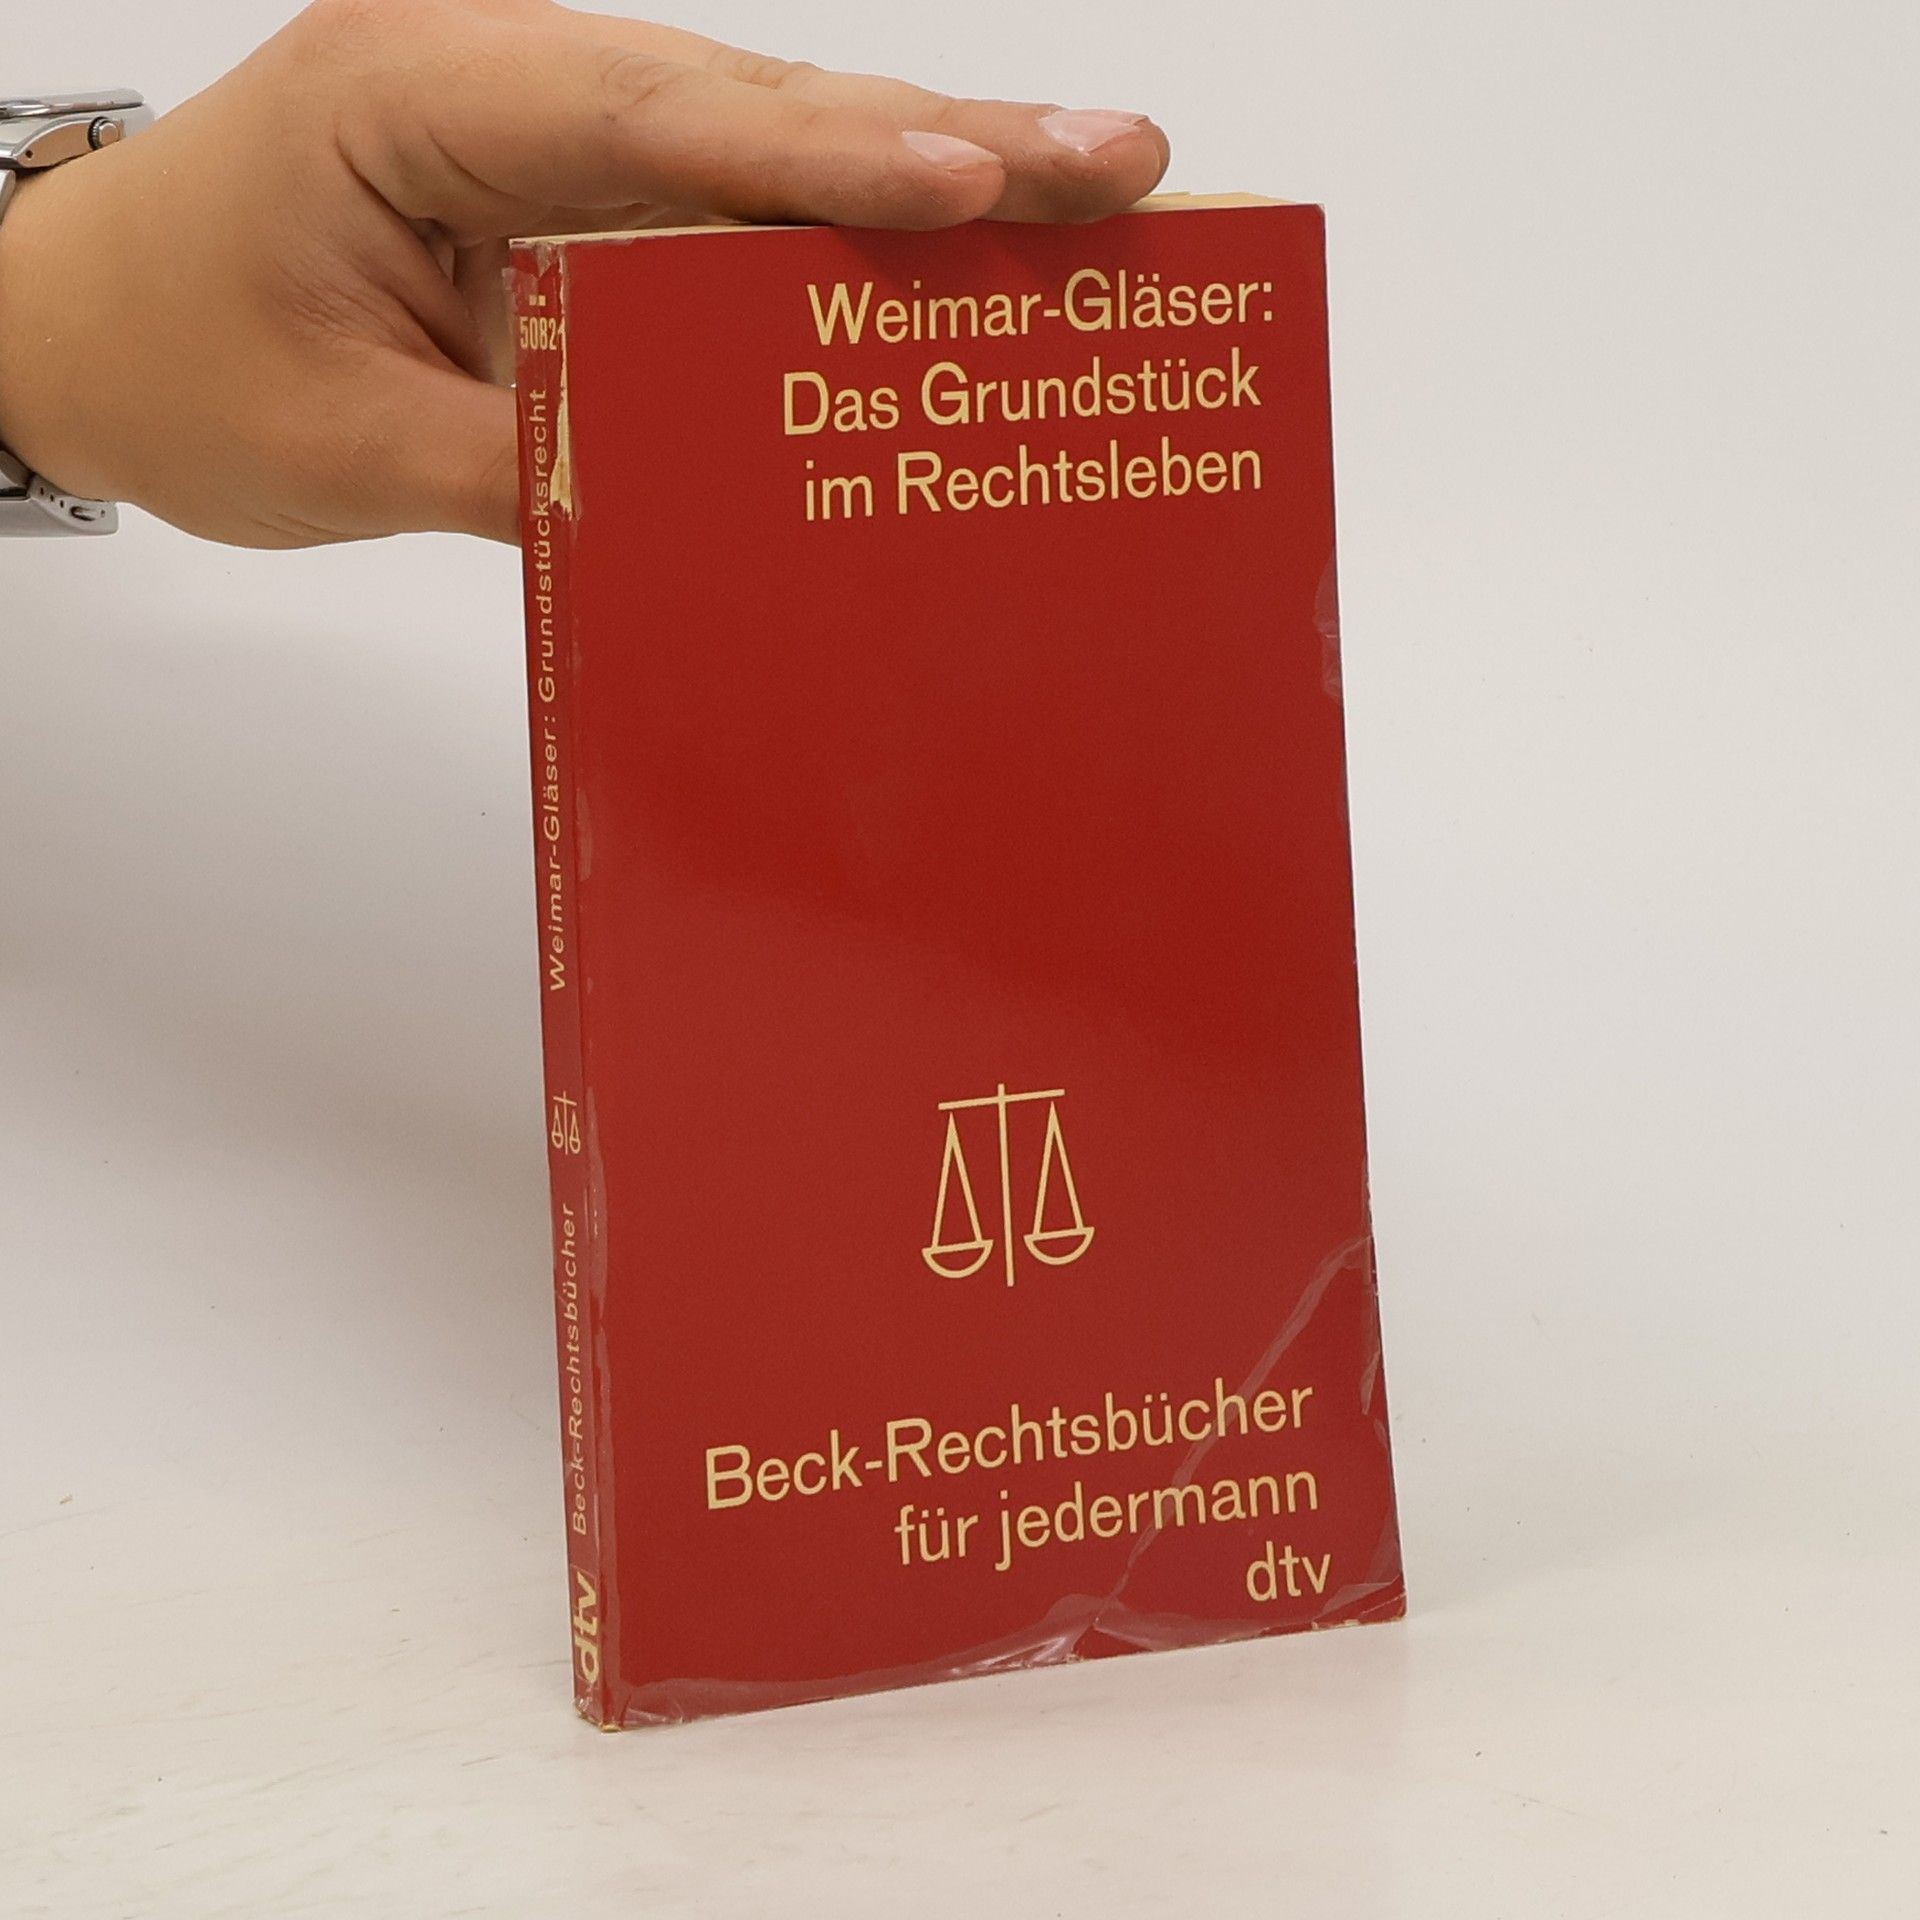 Weimar-Gläser:
Das Grundstück
im Rechtsleben
Beck-Rechtsbücher
für jedermann
dtv
5082
Weimar-Gläser: Grundstücksrecht
Beck-Rechtsbücher
dtv